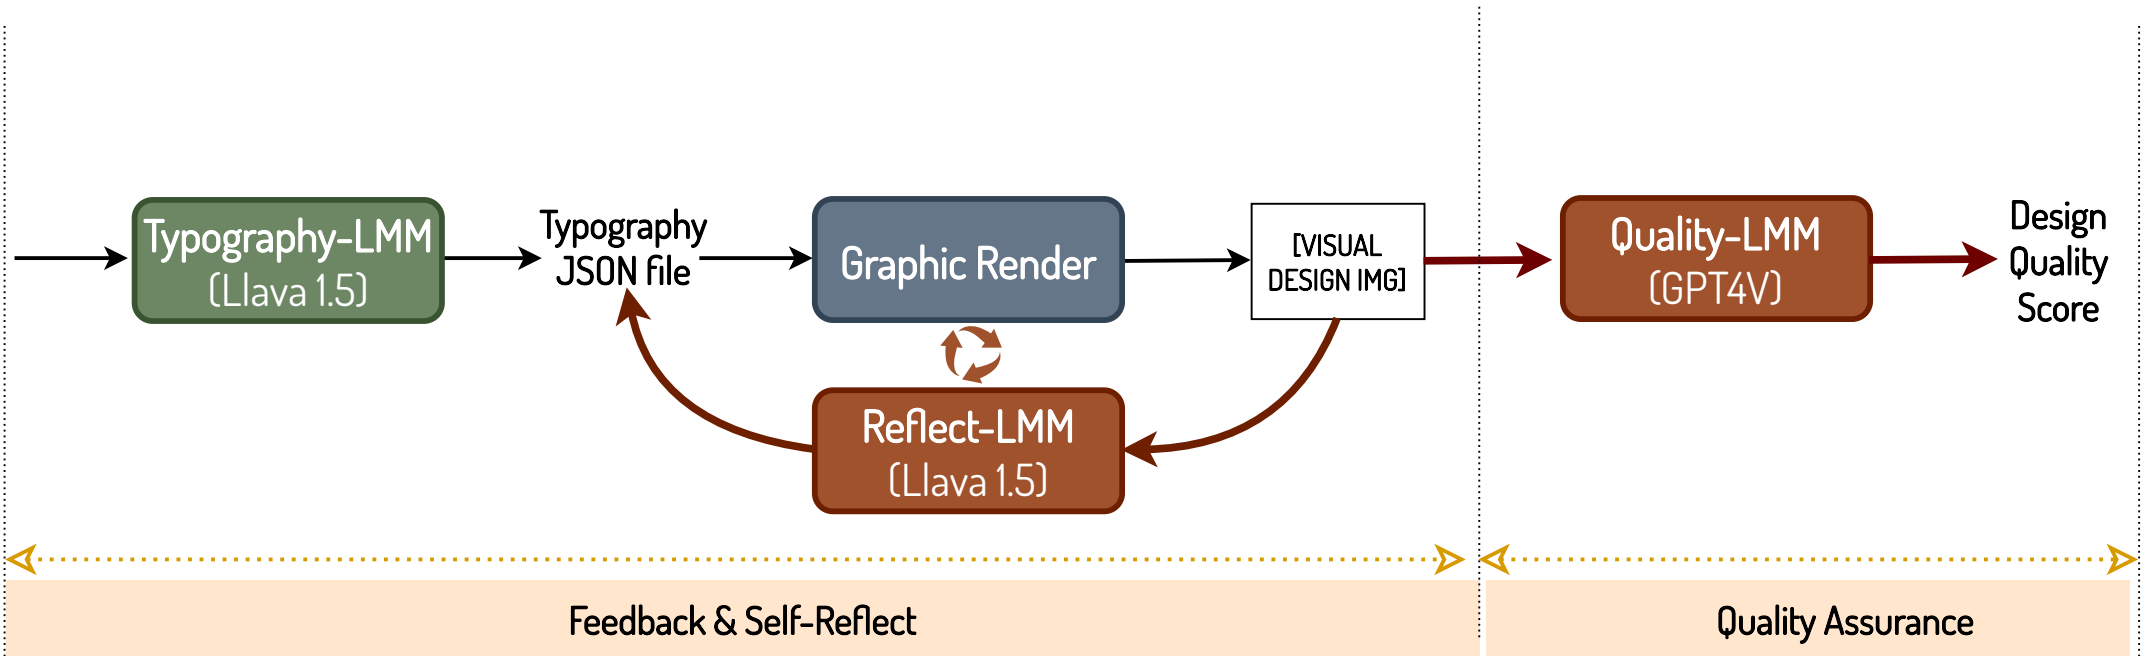 Typography-LMM
(Llava 1.5)
Typography
JSON file
Graphic Render
[VISUAL
DESIGN IMG]
Reflect-LMM
(Llava 1.5)
Quality-LMM
(GPT4V)
Design
Quality
Score
Feedback & Self-Reflect
Quality Assurance